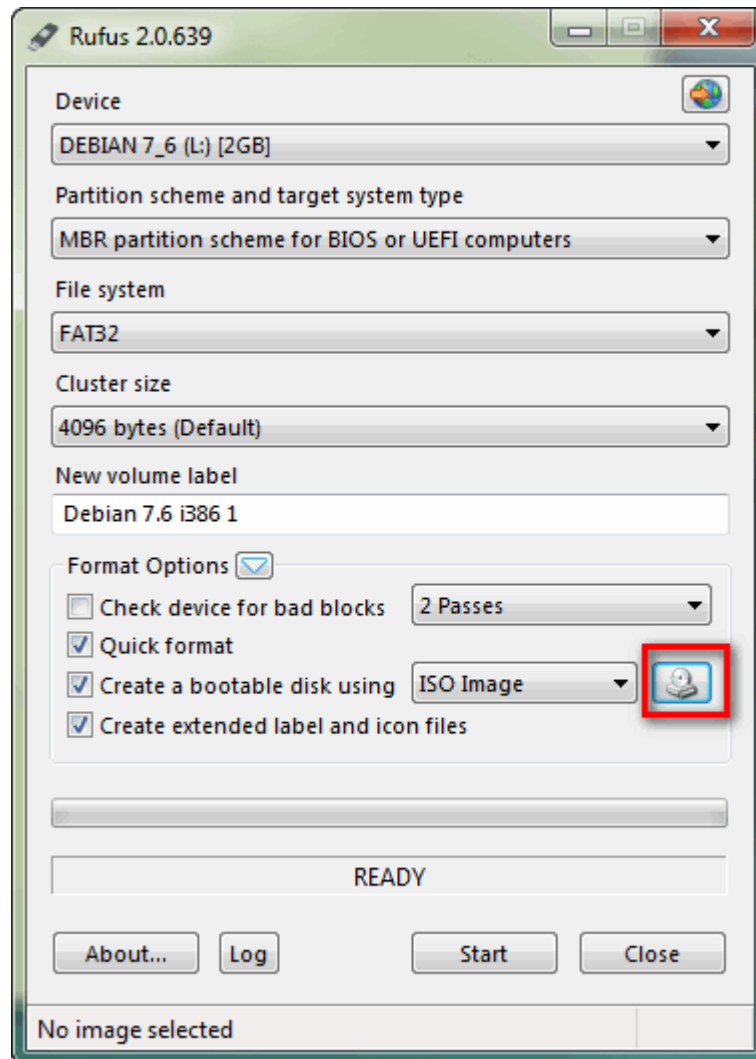 Rufus 2.0.639
Device
DEBIAN 7_6 (L:) [2GB]
Partition scheme and target system type
MBR partition scheme for BIOS or UEFI computers
File system
FAT32
Cluster size
4096 bytes (Default)
New volume label
Debian 7.6 i386 1
Format Options
Check device for bad blocks 2 Passes
Quick format
Create a bootable disk using ISO Image
Create extended label and icon files
READY
About... Log Start Close
No image selected